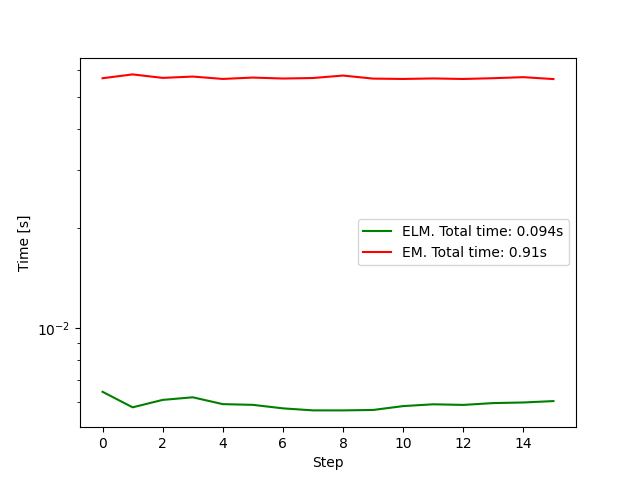 Time [s]
10⁻²
ELM. Total time: 0.094s
EM. Total time: 0.91s
0 2 4 6 8 10 12 14
Step